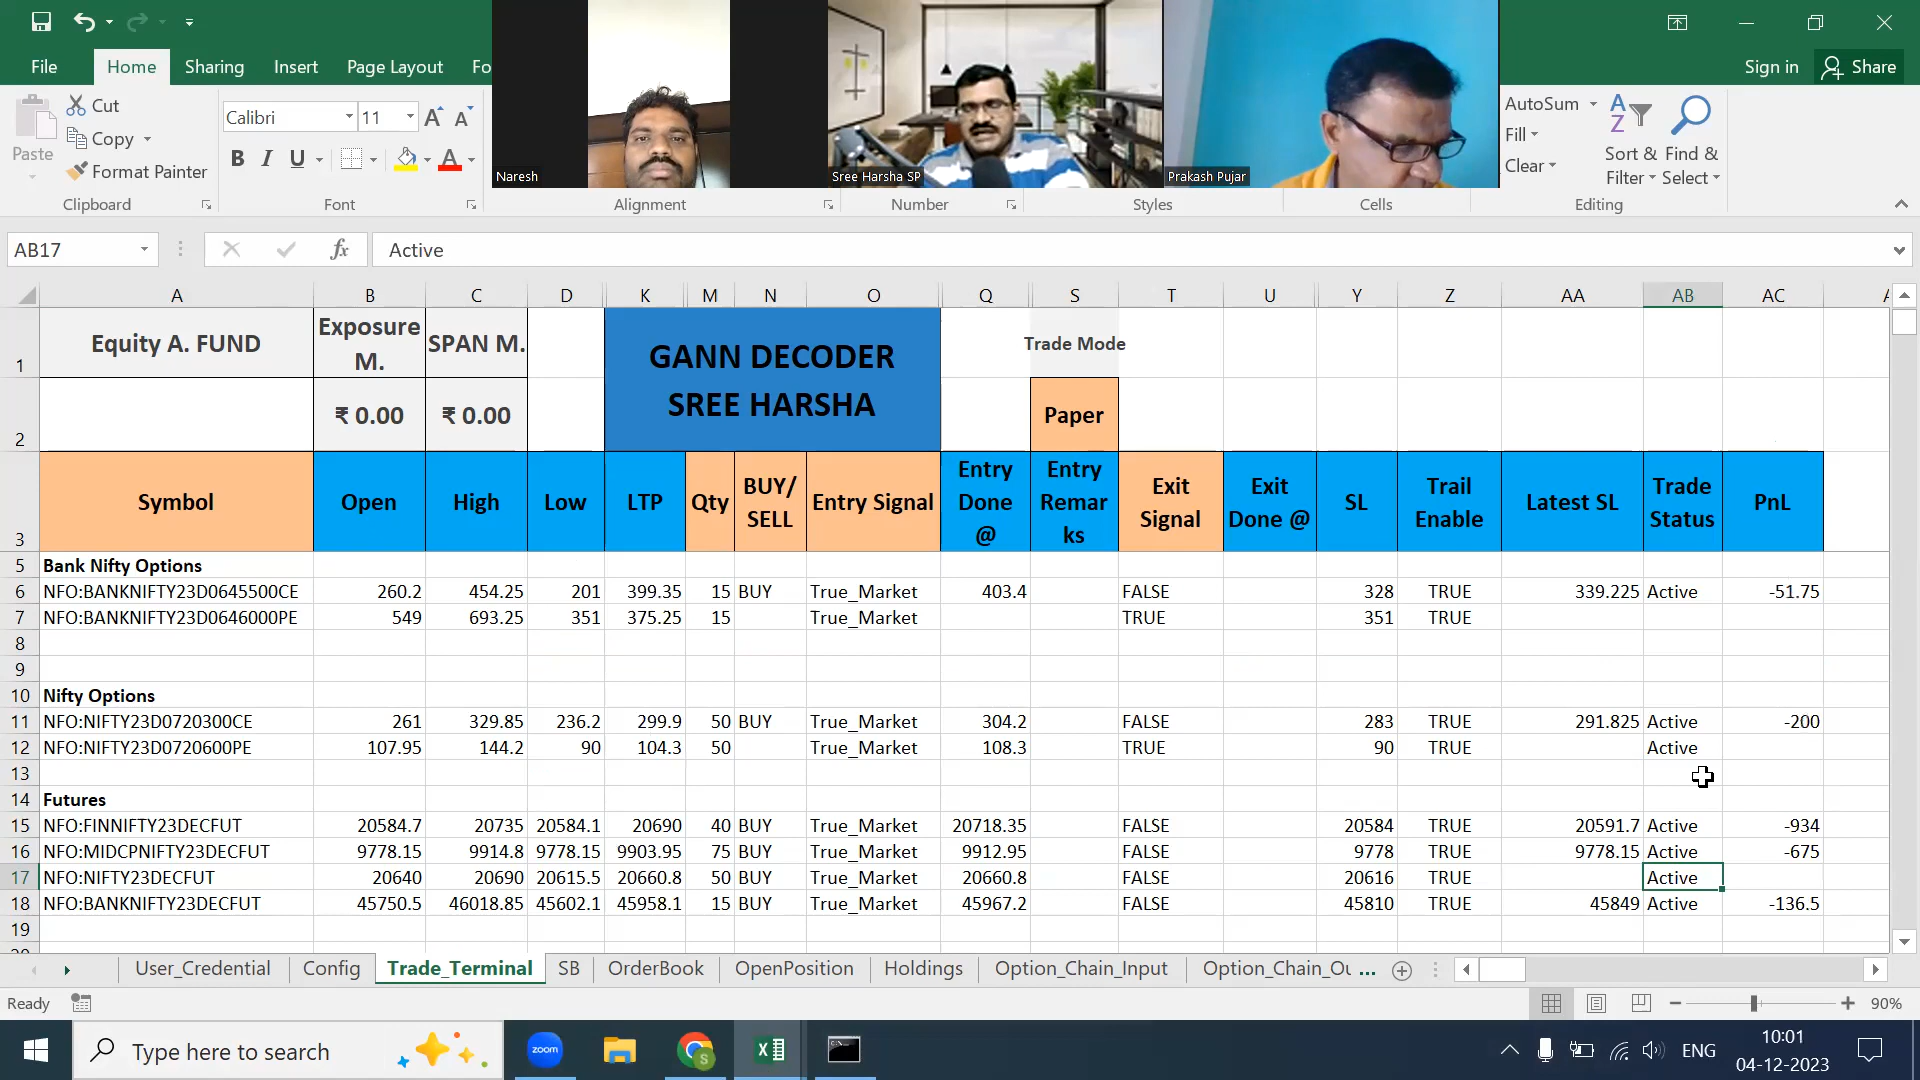 File Home Sharing Insert Page Layout Fo
Sign in Share
Naresh
Sree Harsha SP
Prakash Pujar
Paste
Cut
Copy
Format Painter
Calibri 11
B I U
AutoSum
Fill
Clear
Sort & Filter
Find & Select
Clipboard Font Alignment Number Styles Cells Editing
AB17 fx Active
A B C D K M N O Q S T U Y Z AA AB AC
1 Equity A. FUND Exposure M. SPAN M. GANN DECODER Trade Mode
2 ₹ 0.00 ₹ 0.00 SREE HARSHA Paper
3 Symbol Open High Low LTP Qty BUY/ SELL Entry Signal Entry Done @ Entry Remar ks Exit Signal Exit Done @ SL Trail Enable Latest SL Trade Status PnL
5 Bank Nifty Options
6 NFO:BANKNIFTY23D0645500CE 260.2 454.25 201 399.35 15 BUY True_Market 403.4 FALSE 328 TRUE 339.225 Active -51.75
7 NFO:BANKNIFTY23D0646000PE 549 693.25 351 375.25 15 True_Market TRUE 351 TRUE
8
9
10 Nifty Options
11 NFO:NIFTY23D0720300CE 261 329.85 236.2 299.9 50 BUY True_Market 304.2 FALSE 283 TRUE 291.825 Active -200
12 NFO:NIFTY23D0720600PE 107.95 144.2 90 104.3 50 True_Market 108.3 TRUE 90 TRUE Active
13
14 Futures
15 NFO:FINNIFTY23DECFUT 20584.7 20735 20584.1 20690 40 BUY True_Market 20718.35 FALSE 20584 TRUE 20591.7 Active -934
16 NFO:MIDCPNIFTY23DECFUT 9778.15 9914.8 9778.15 9903.95 75 BUY True_Market 9912.95 FALSE 9778 TRUE 9778.15 Active -675
17 NFO:NIFTY23DECFUT 20640 20690 20615.5 20660.8 50 BUY True_Market 20660.8 FALSE 20616 TRUE Active
18 NFO:BANKNIFTY23DECFUT 45750.5 46018.85 45602.1 45958.1 15 BUY True_Market 45967.2 FALSE 45810 TRUE 45849 Active -136.5
19
User_Credential Config Trade_Terminal SB OrderBook OpenPosition Holdings Option_Chain_Input Option_Chain_Ou ...
Ready 90%
Type here to search zoom ENG 10:01
04-12-2023